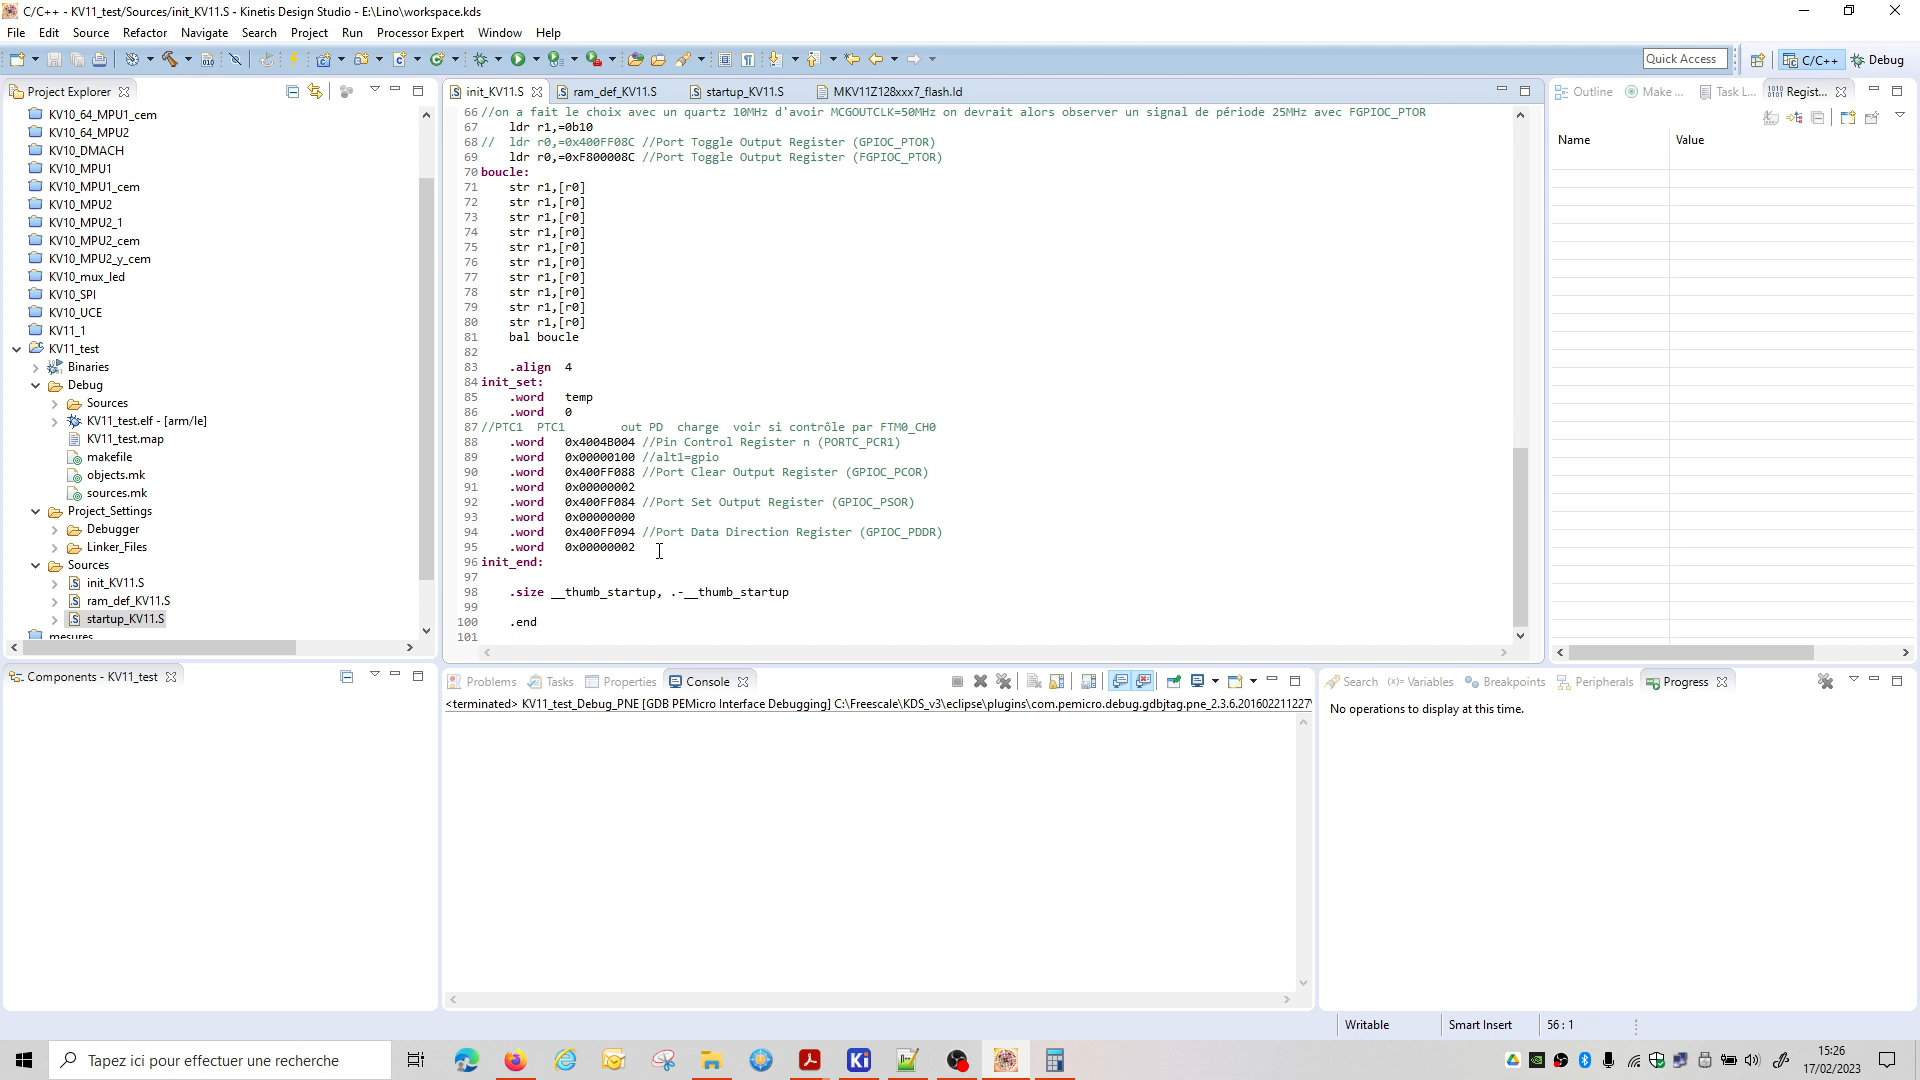 C/C++ - KV11_test/Sources/init_KV11.S - Kinetis Design Studio - E:\Lino\workspace.kds
File Edit Source Refactor Navigate Search Project Run Processor Expert Window Help
Quick Access
C/C++
Debug
Project Explorer
KV10_64_MPU1_cem
KV10_64_MPU2
KV10_DMACH
KV10_MPU1
KV10_MPU1_cem
KV10_MPU2
KV10_MPU2_1
KV10_MPU2_cem
KV10_MPU2_y_cem
KV10_mux_led
KV10_SPI
KV10_UCE
KV11_1
KV11_test
Binaries
Debug
Sources
KV11_test.elf - [arm/le]
KV11_test.map
makefile
objects.mk
sources.mk
Project_Settings
Debugger
Linker_Files
Sources
init_KV11.S
ram_def_KV11.S
startup_KV11.S
mesures
init_KV11.S ram_def_KV11.S startup_KV11.S MKV11Z128xxx7_flash.ld
66 //on a fait le choix avec un quartz 10MHz d'avoir MCGOUTCLK=50MHz on devrait alors observer un signal de période 25MHz avec FGPIOC_PTOR
67 ldr r1,=0b10
68 // ldr r0,=0x400FF08C //Port Toggle Output Register (GPIOC_PTOR)
69 ldr r0,=0xF800008C //Port Toggle Output Register (FGPIOC_PTOR)
70 boucle:
71 str r1,[r0]
72 str r1,[r0]
73 str r1,[r0]
74 str r1,[r0]
75 str r1,[r0]
76 str r1,[r0]
77 str r1,[r0]
78 str r1,[r0]
79 str r1,[r0]
80 str r1,[r0]
81 bal boucle
82
83 .align 4
84 init_set:
85 .word temp
86 .word 0
87 //PTC1 PTC1 out PD charge voir si contrôle par FTM0_CH0
88 .word 0x4004B004 //Pin Control Register n (PORTC_PCR1)
89 .word 0x00000100 //alt1=gpio
90 .word 0x400FF088 //Port Clear Output Register (GPIOC_PCOR)
91 .word 0x00000002
92 .word 0x400FF084 //Port Set Output Register (GPIOC_PSOR)
93 .word 0x00000000
94 .word 0x400FF094 //Port Data Direction Register (GPIOC_PDDR)
95 .word 0x00000002
96 init_end:
97
98 .size __thumb_startup, .-__thumb_startup
99
100 .end
101
Outline Make ... Task L... Regist...
Name Value
Components - KV11_test
Problems Tasks Properties Console
<terminated> KV11_test_Debug_PNE [GDB PEMicro Interface Debugging] C:\Freescale\KDS_v3\eclipse\plugins\com.pemicro.debug.gdbjtag.pne_2.3.6.201602211227\
Search Variables Breakpoints Peripherals Progress
No operations to display at this time.
Writable Smart Insert 56 : 1
Tapez ici pour effectuer une recherche
15:26
17/02/2023